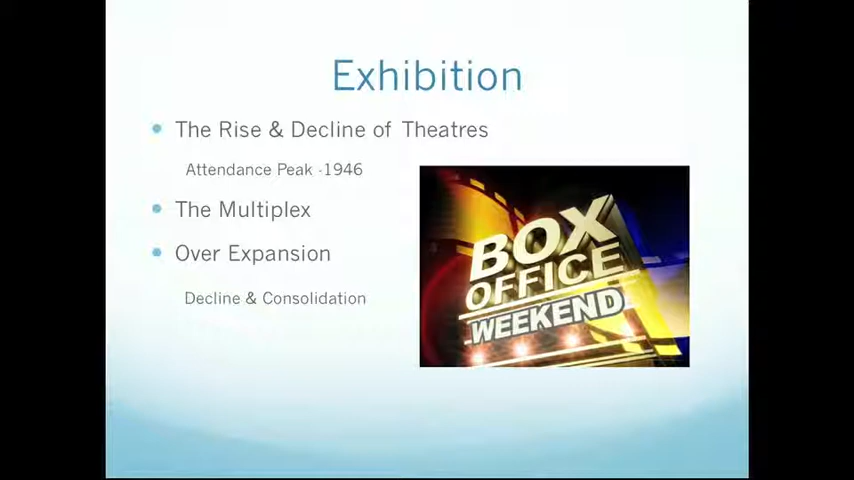 Exhibition
The Rise & Decline of Theatres
Attendance Peak -1946
The Multiplex
Over Expansion
Decline & Consolidation
BOX
OFFICE
WEEKEND